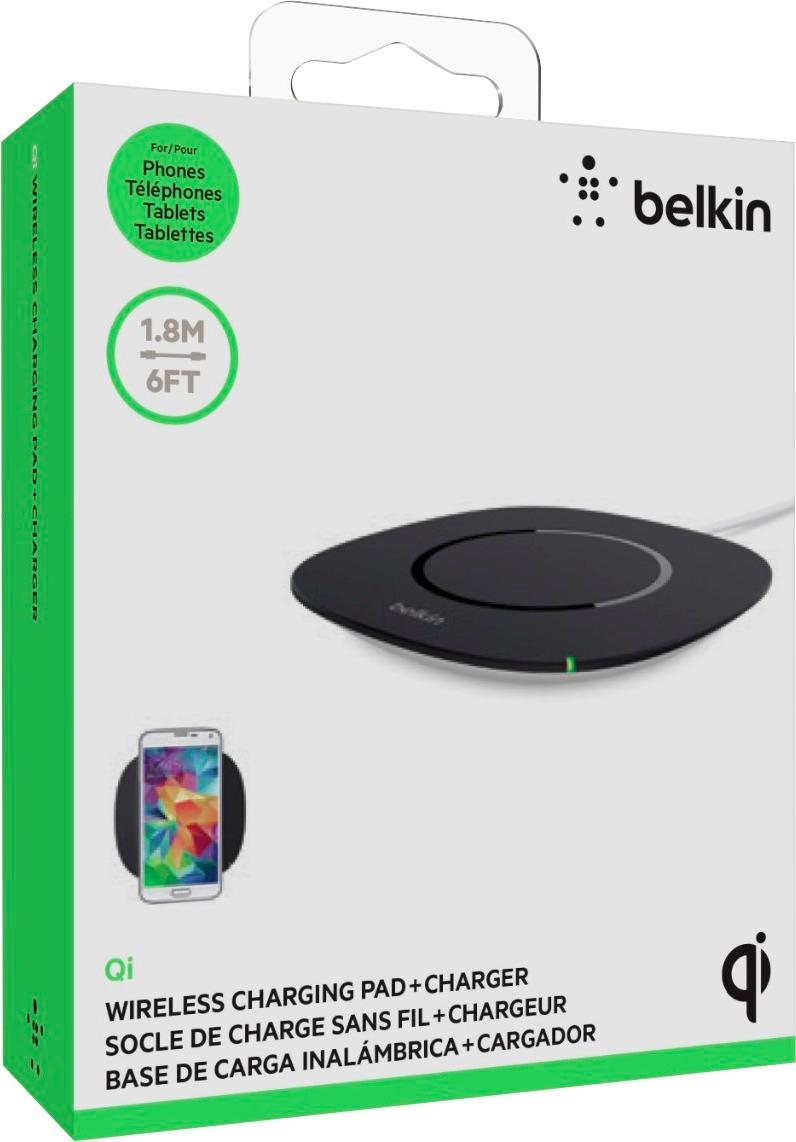 For/Pour
Phones
Téléphones
Tablets
Tablettes
belkin
1.8M
6FT
Qi WIRELESS CHARGING PAD+CHARGER
belkin
Qi
WIRELESS CHARGING PAD+CHARGER
SOCLE DE CHARGE SANS FIL+CHARGEUR
BASE DE CARGA INALÁMBRICA+CARGADOR
qi